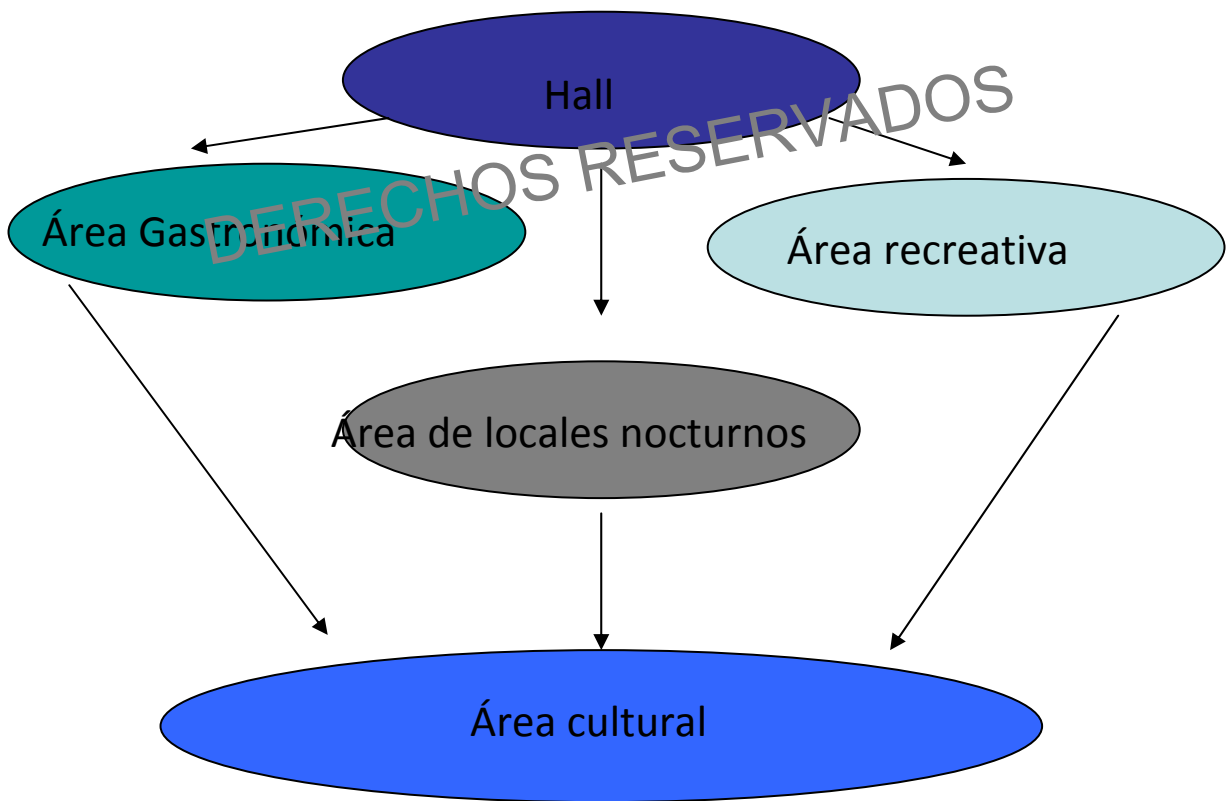 Hall
DERECHOS RESERVADOS
Área Gastronómica
Área recreativa
Área de locales nocturnos
Área cultural